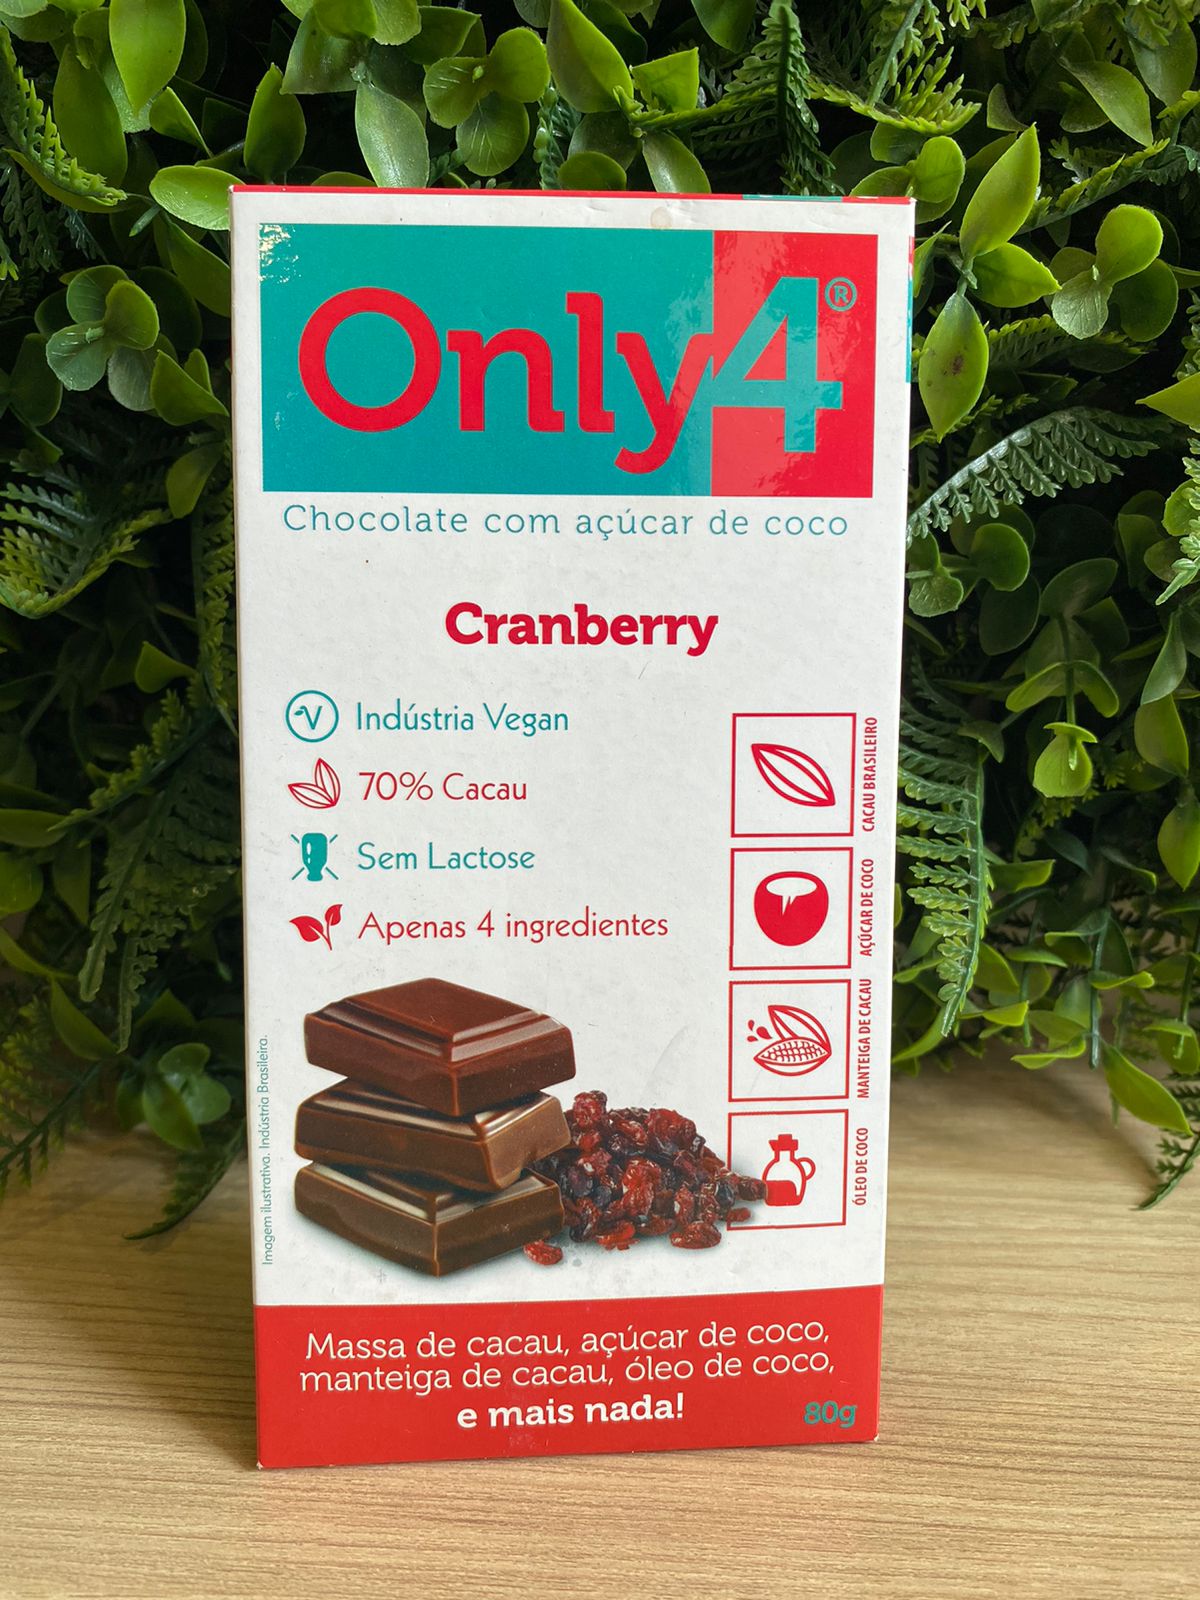 Only4®
Chocolate com açúcar de coco
Cranberry
V Indústria Vegan
70% Cacau
Sem Lactose
Apenas 4 ingredientes
CACAU BRASILEIRO
AÇÚCAR DE COCO
MANTEIGA DE CACAU
ÓLEO DE COCO
Imagem ilustrativa. Indústria Brasileira.
Massa de cacau, açúcar de coco,
manteiga de cacau, óleo de coco,
e mais nada!
80g